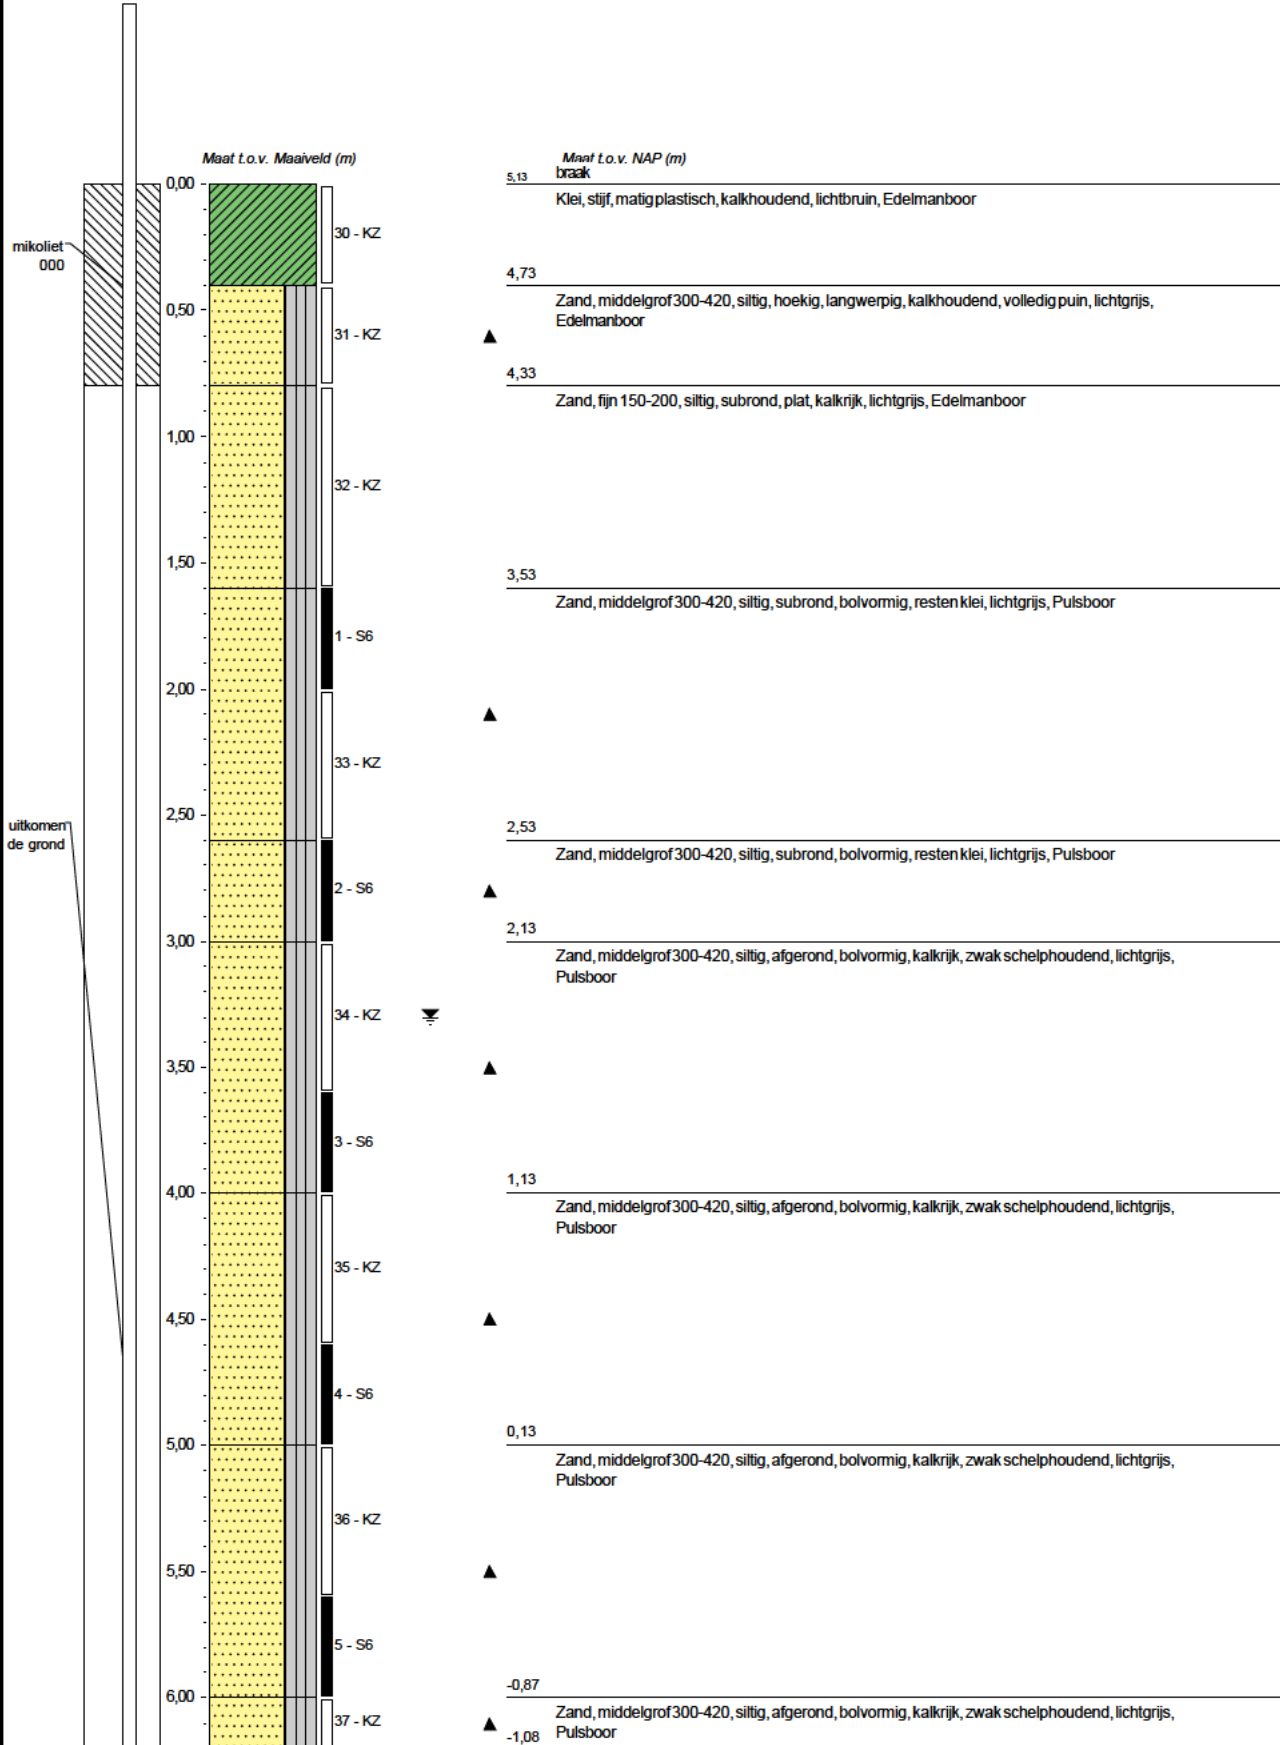 Maat t.o.v. Maaiveld (m)
Maat t.o.v. NAP (m)
braak
0,00
5,13
Klei, stijf, matig plastisch, kalkhoudend, lichtbruin, Edelmanboor
30 - KZ
mikoliet
000
4,73
Zand, middelgrof 300-420, siltig, hoekig, langwerpig, kalkhoudend, volledig puin, lichtgrijs,
Edelmanboor
0,50
31 - KZ
4,33
Zand, fijn 150-200, siltig, subrond, plat, kalkrijk, lichtgrijs, Edelmanboor
1,00
32 - KZ
1,50
3,53
Zand, middelgrof 300-420, siltig, subrond, bolvormig, resten klei, lichtgrijs, Pulsboor
1 - S6
2,00
33 - KZ
2,50
uitkomen
de grond
2,53
Zand, middelgrof 300-420, siltig, subrond, bolvormig, resten klei, lichtgrijs, Pulsboor
2 - S6
2,13
3,00
Zand, middelgrof 300-420, siltig, afgerond, bolvormig, kalkrijk, zwak schelphoudend, lichtgrijs,
Pulsboor
34 - KZ
3,50
3 - S6
1,13
4,00
Zand, middelgrof 300-420, siltig, afgerond, bolvormig, kalkrijk, zwak schelphoudend, lichtgrijs,
Pulsboor
35 - KZ
4,50
4 - S6
0,13
5,00
Zand, middelgrof 300-420, siltig, afgerond, bolvormig, kalkrijk, zwak schelphoudend, lichtgrijs,
Pulsboor
36 - KZ
5,50
5 - S6
-0,87
6,00
Zand, middelgrof 300-420, siltig, afgerond, bolvormig, kalkrijk, zwak schelphoudend, lichtgrijs,
Pulsboor
37 - KZ
-1,08